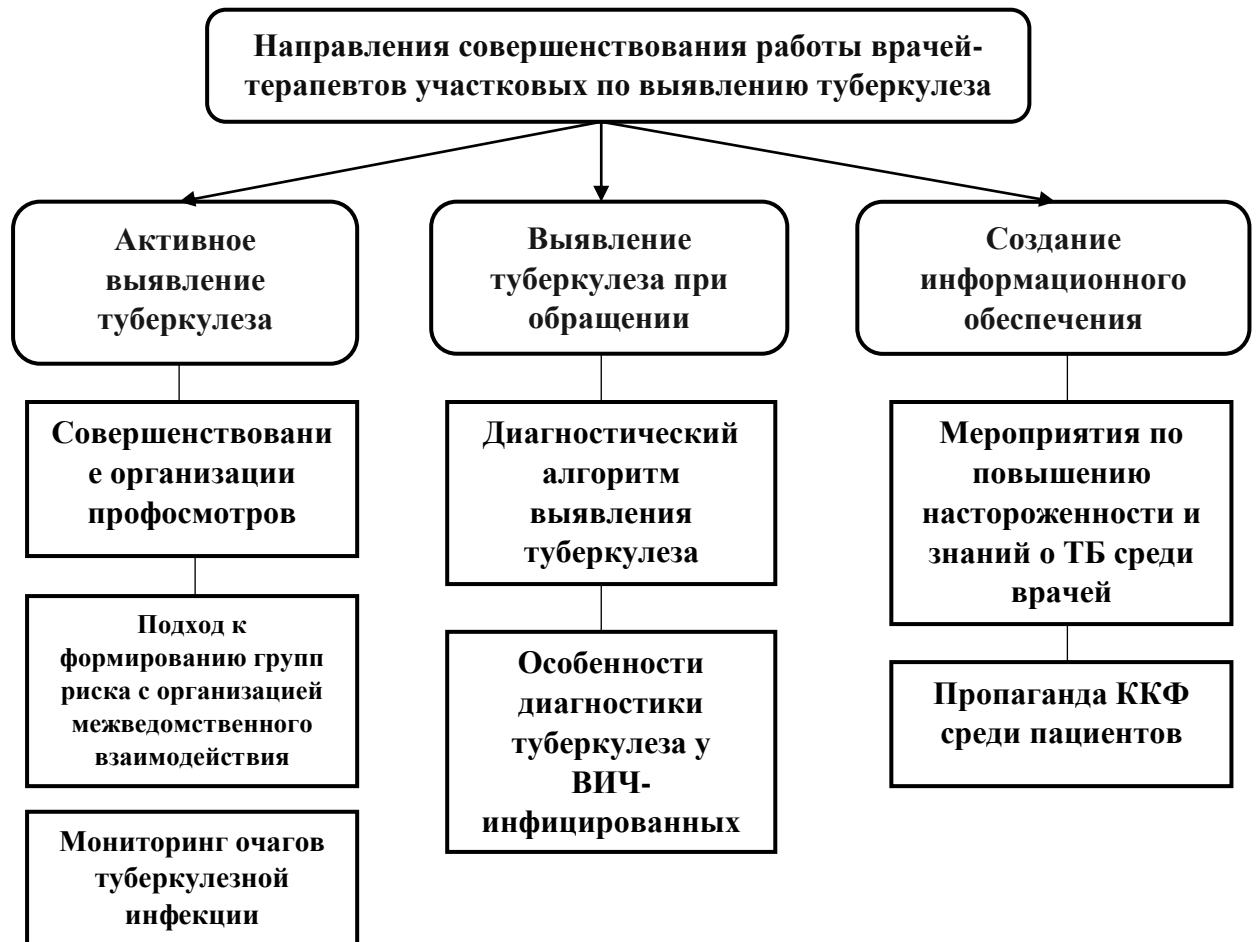 Направления совершенствования работы врачей-
терапевтов участковых по выявлению туберкулеза
Активное
выявление
туберкулеза
Выявление
туберкулеза при
обращении
Создание
информационного
обеспечения
Совершенствовани
е организации
профосмотров
Диагностический
алгоритм
выявления
туберкулеза
Мероприятия по
повышению
настороженности и
знаний о ТБ среди
врачей
Подход к
формированию групп
риска с организацией
межведомственного
взаимодействия
Особенности
диагностики
туберкулеза у
ВИЧ-
инфицированных
Пропаганда ККФ
среди пациентов
Мониторинг очагов
туберкулезной
инфекции